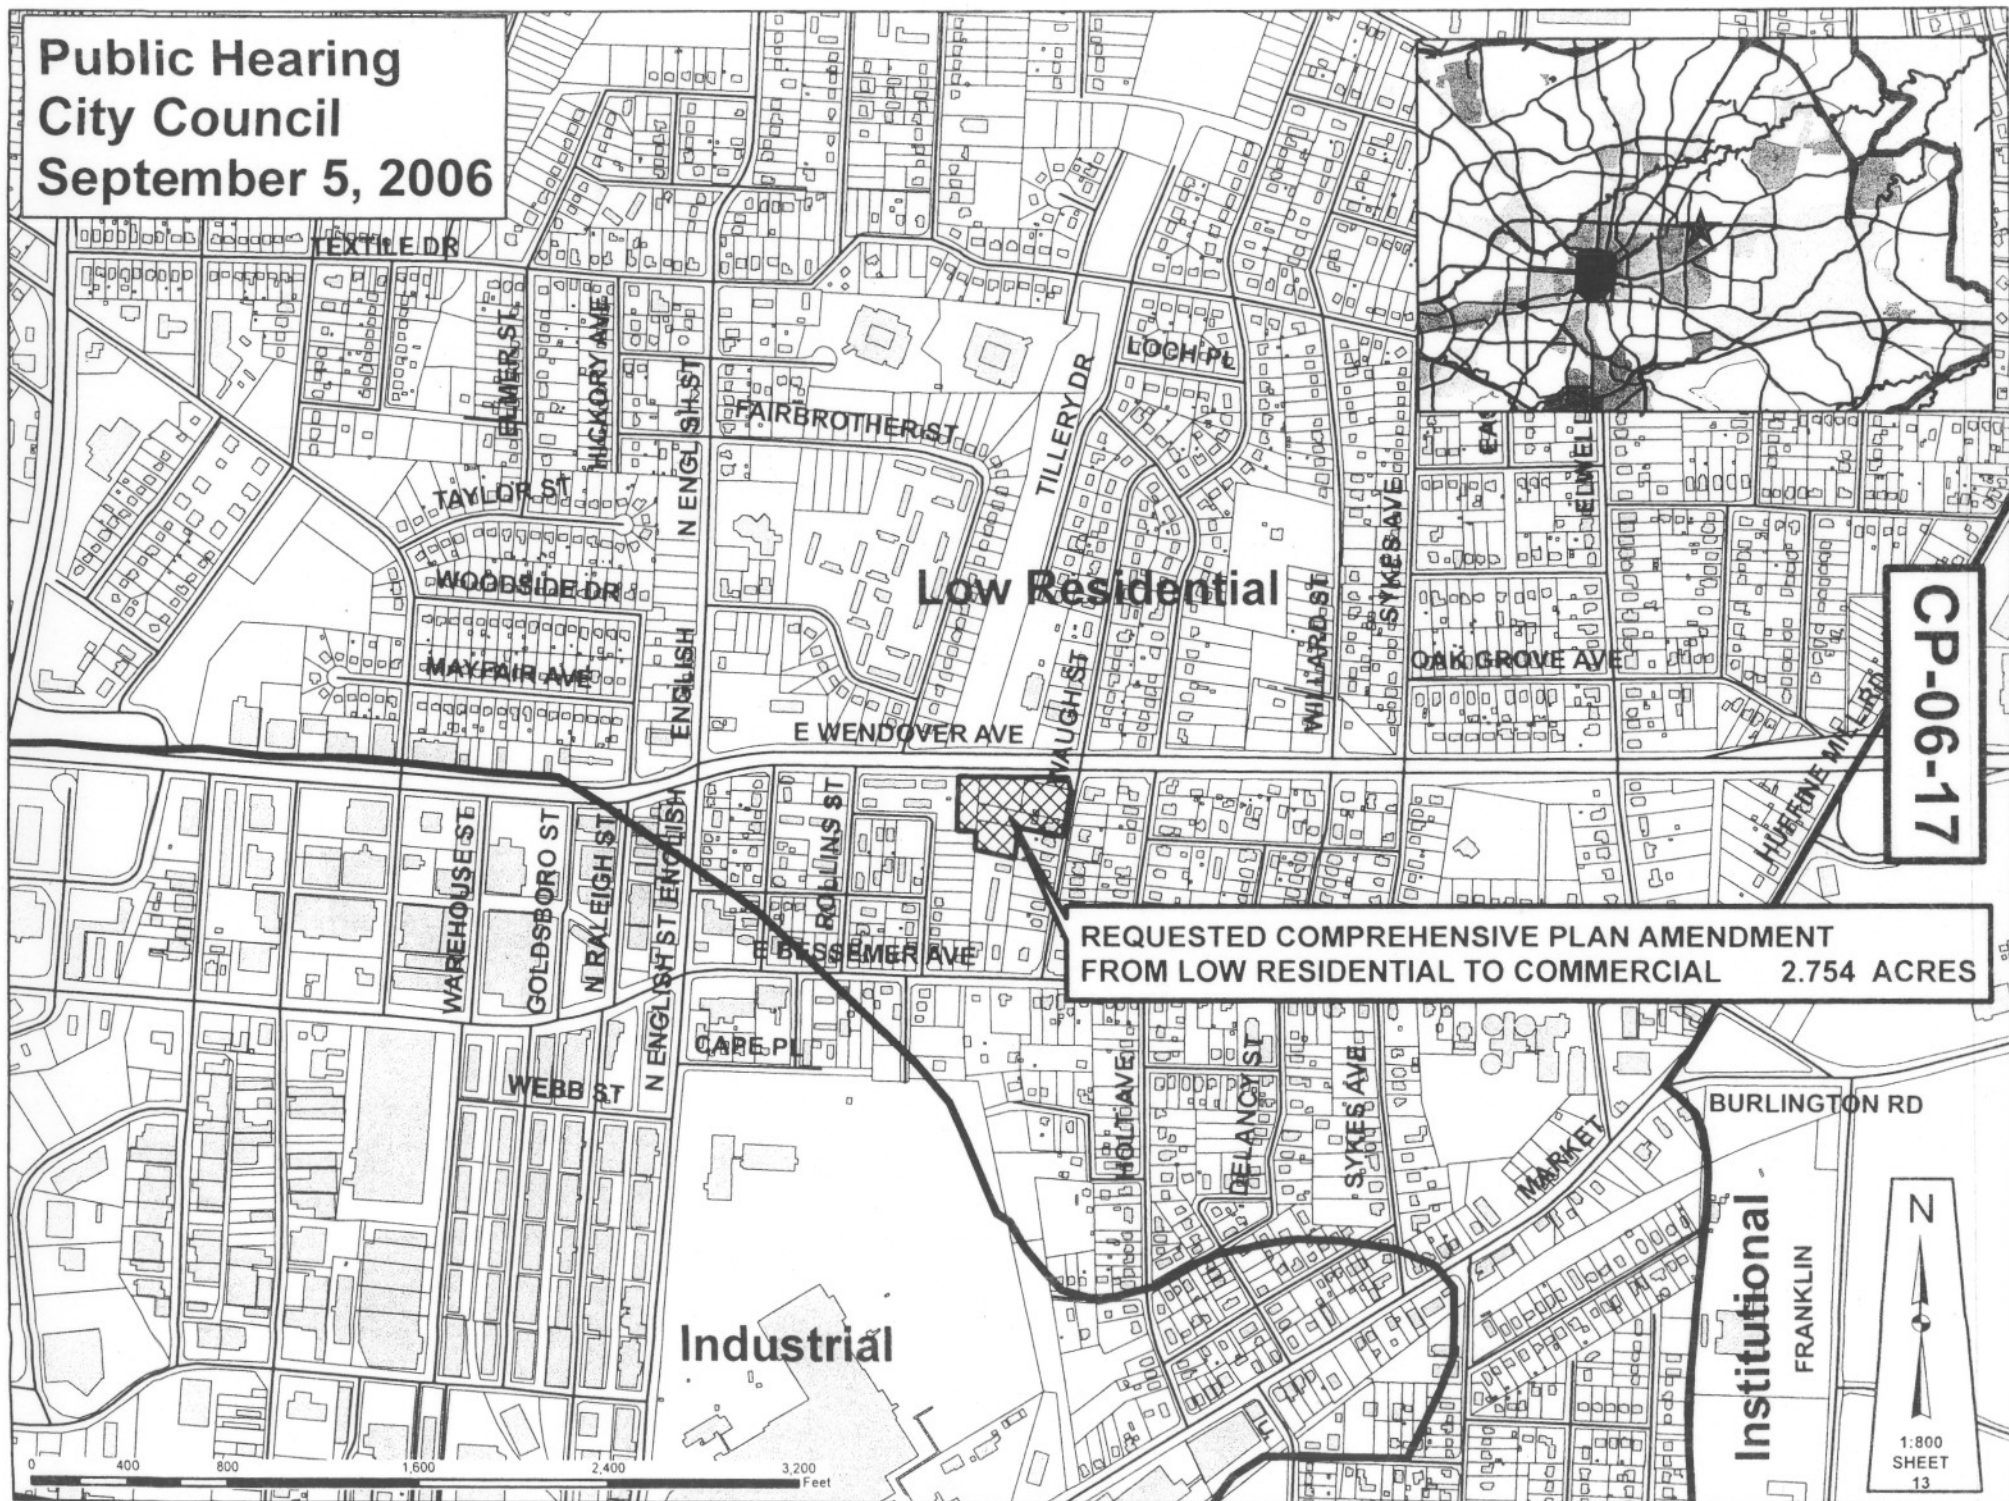 Public Hearing
City Council
September 5, 2006
TEXTILE DR
ELMER ST
HICKORY AVE
N ENGLISH ST
FAIRBROTHER ST
TILLERY DR
LOCH PL
TAYLOR ST
WOODSIDE DR
MAYFAIR AVE
ENGLISH
Low Residential
WILLARD ST
SYKES AVE
OAK GROVE AVE
E WENDOVER AVE
WAUGH ST
HUFFINE MILL RD
CP-06-17
WAREHOUSE ST
GOLDSBORO ST
N RALEIGH ST
N ENGLISH ST
ENGLISH
ROLLINS ST
E BESSEMER AVE
REQUESTED COMPREHENSIVE PLAN AMENDMENT
FROM LOW RESIDENTIAL TO COMMERCIAL 2.754 ACRES
CAPE PL
WEBB ST
HOLT AVE
DELANCY ST
SYKES AVE
MARKET
BURLINGTON RD
Industrial
Institutional
FRANKLIN
N
1:800
SHEET
13
0 400 800 1,600 2,400 3,200
Feet